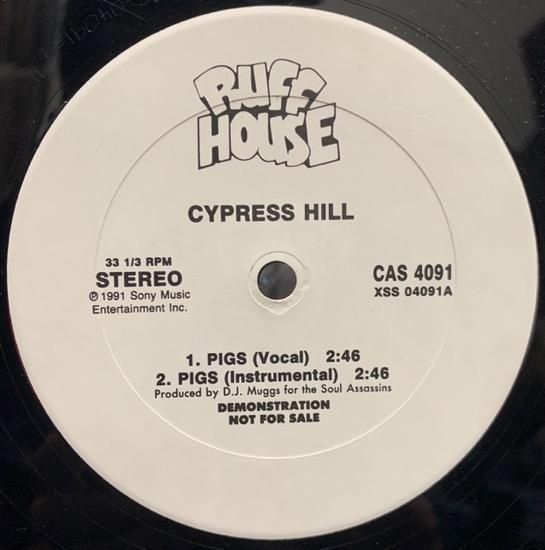 RUFF
HOUSE
CYPRESS HILL
33 1/3 RPM
STEREO
℗ 1991 Sony Music
Entertainment Inc.
CAS 4091
XSS 04091A
1. PIGS (Vocal) 2:46
2. PIGS (Instrumental) 2:46
Produced by D.J. Muggs for the Soul Assassins
DEMONSTRATION
NOT FOR SALE